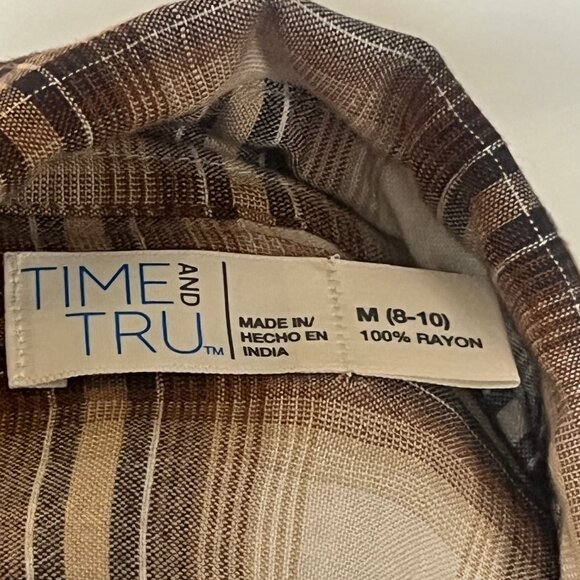 TIME AND
TRU™
MADE IN/
HECHO EN
INDIA
M (8-10)
100% RAYON